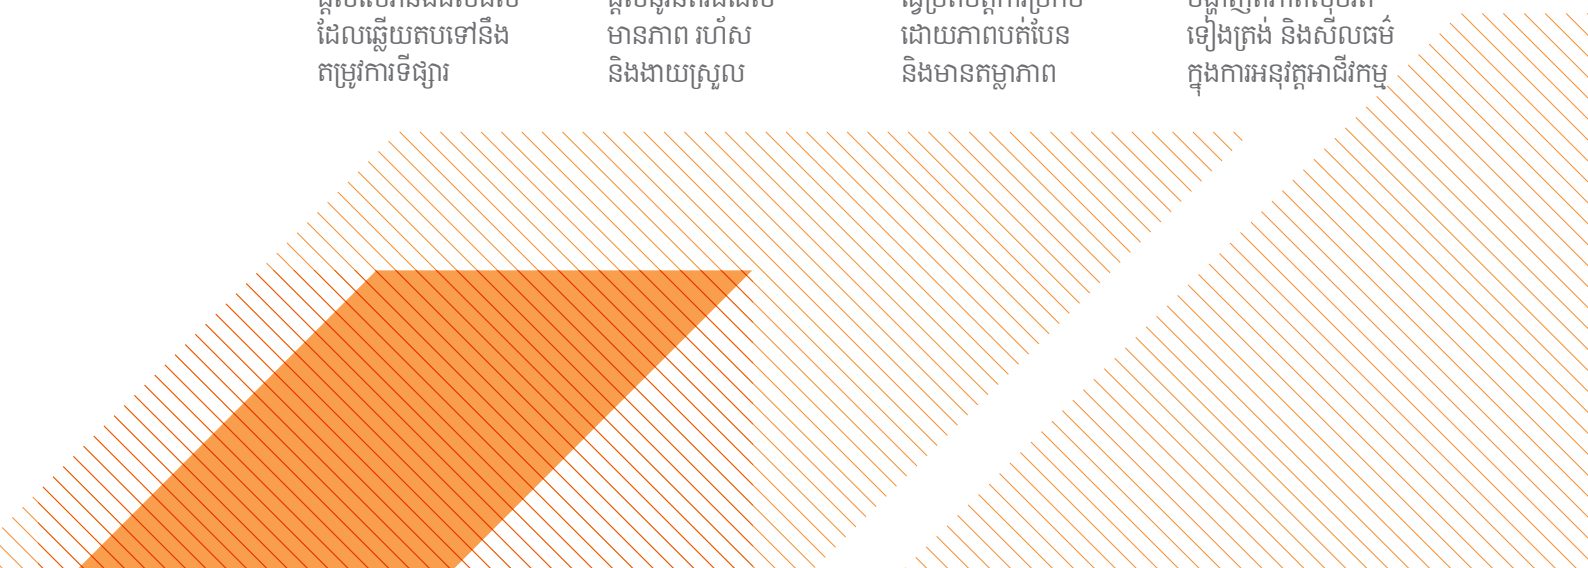 ដែលឆ្លើយតបទៅនឹង
តម្រូវការទីផ្សារ
មានភាព រហ័ស
និងងាយស្រួល
ដោយភាពបត់បែន
និងមានតម្លាភាព
ទៀងត្រង់ និងសីលធម៌
ក្នុងការអនុវត្តអាជីវកម្ម